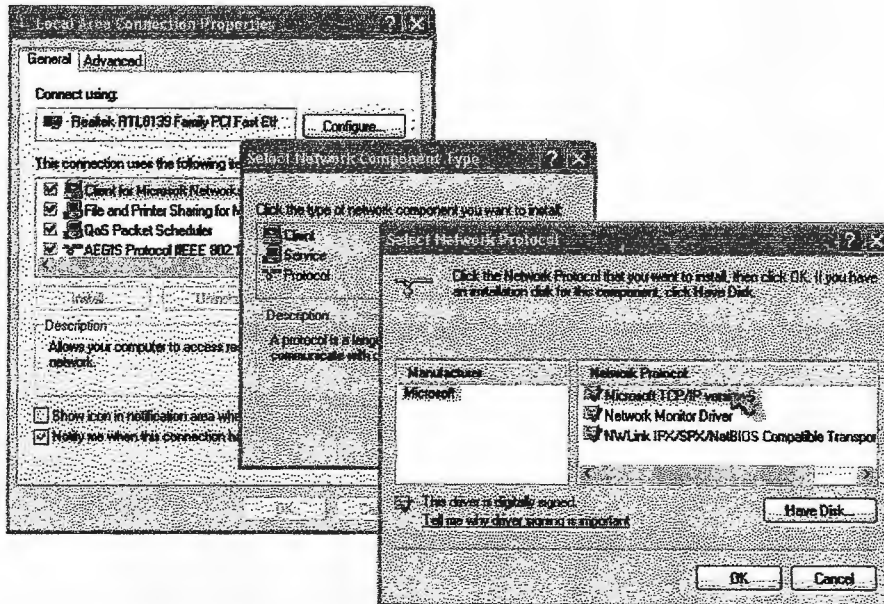 Local Area Connection Properties
General
Advanced
Connect using:
Realtek RTL8139 Family PCI Fast Eth
Configure...
This connection uses the following ite
Client for Microsoft Networks
File and Printer Sharing for M
QoS Packet Scheduler
AEGIS Protocol (IEEE 802.1
Install...
Description
Allows your computer to access res
network.
Show icon in notification area whe
Notify me when this connection ha
OK
Select Network Component Type
Click the type of network component you want to install:
Client
Service
Protocol
Description
A protocol is a langu
communicate with o
Select Network Protocol
Click the Network Protocol that you want to install, then click OK. If you have
an installation disk for this component, click Have Disk.
Manufacturer
Microsoft
Network Protocol
Microsoft TCP/IP version
Network Monitor Driver
NWLink IPX/SPX/NetBIOS Compatible Transpor
This driver is digitally signed.
Tell me why driver signing is important
Have Disk...
OK
Cancel